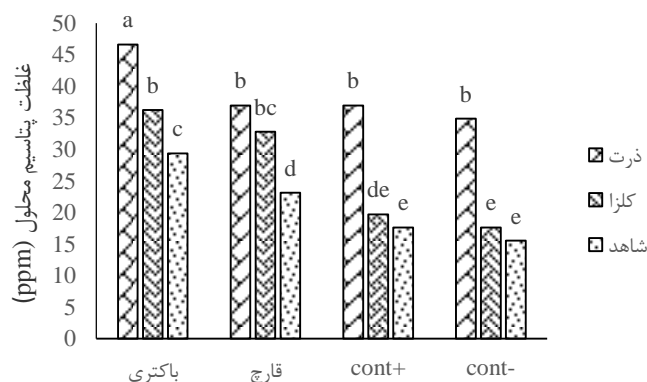 غلظت پتاسیم محلول (ppm)
50
45
40
35
30
25
20
15
10
5
0
a b c b bc d b de e b e e
باکتری قارچ cont+ cont-
ذرت
کلزا
شاهد